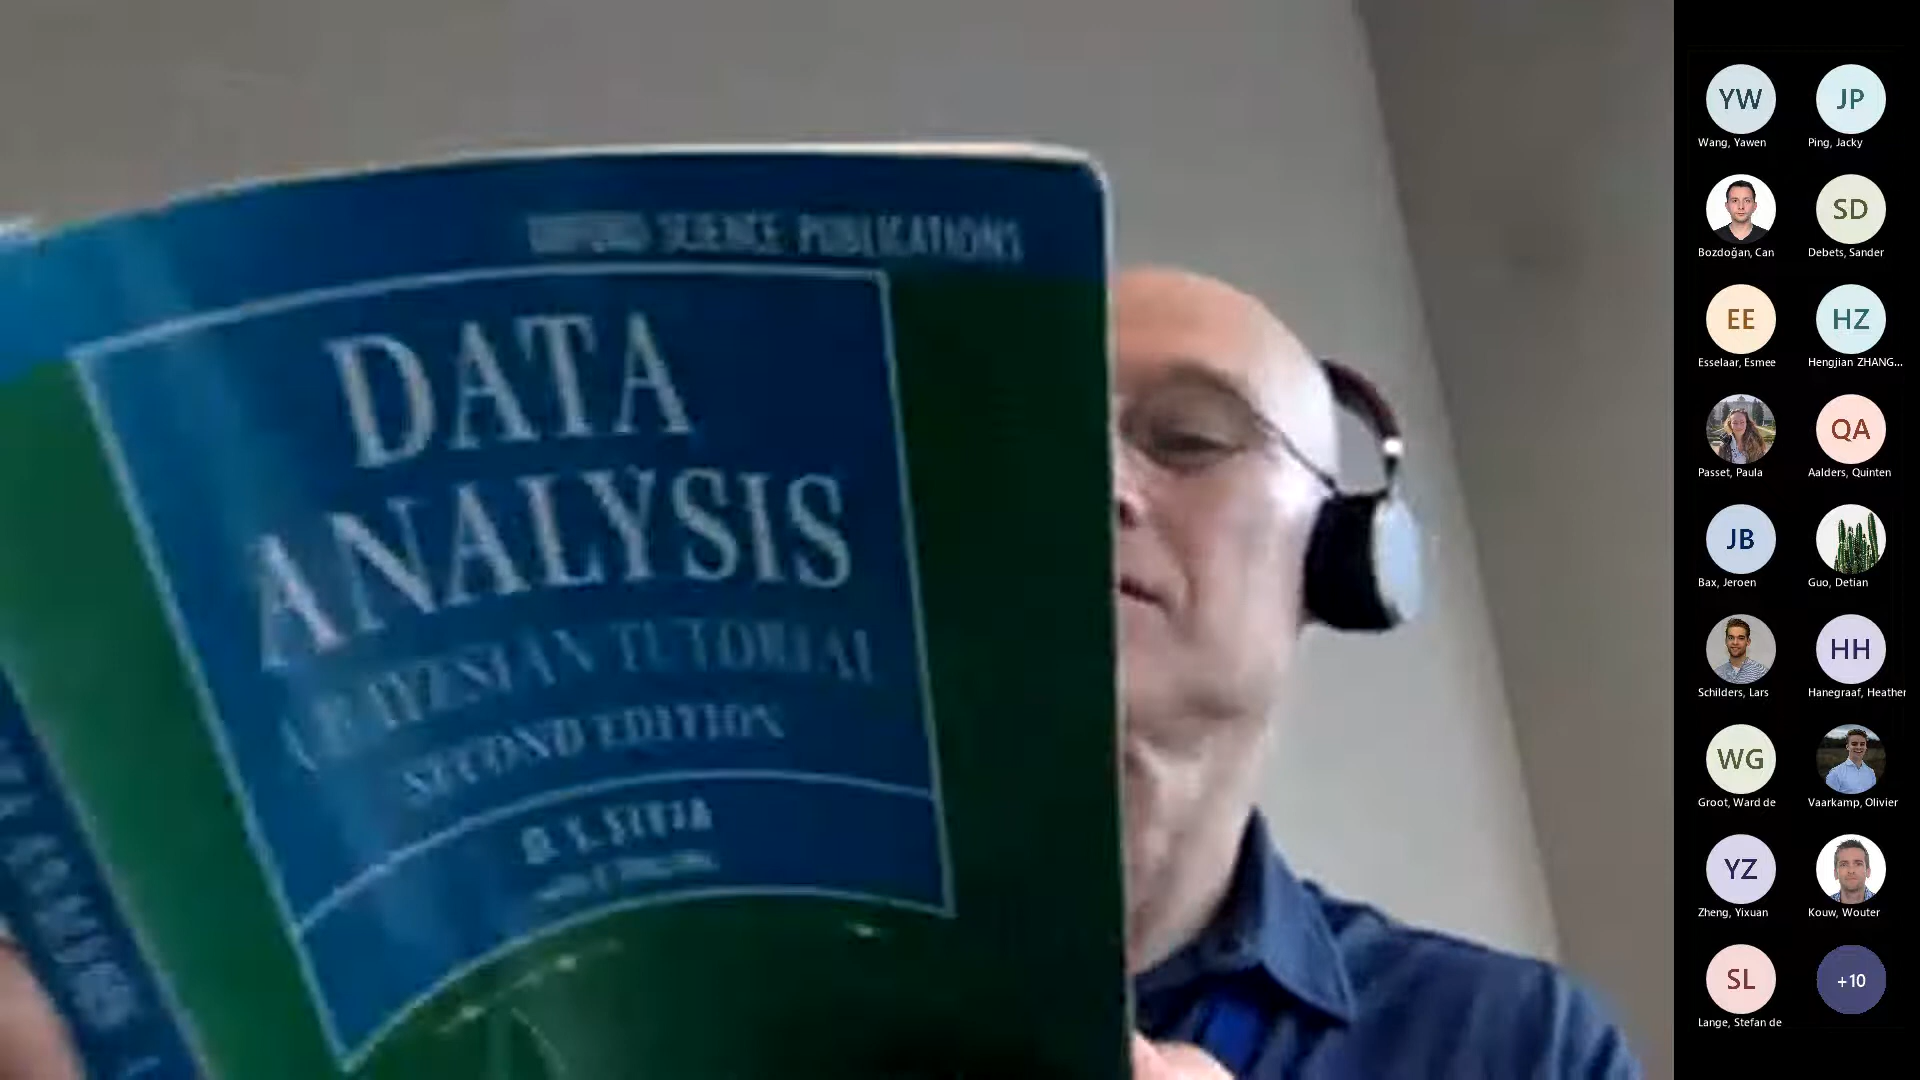 OXFORD SCIENCE PUBLICATIONS
DATA
ANALYSIS
A BAYESIAN TUTORIAL
SECOND EDITION
D. S. SIVIA
YW
Wang, Yawen
JP
Ping, Jacky
Bozdoğan, Can
SD
Debets, Sander
EE
Esselaar, Esmee
HZ
Hengjian ZHANG...
Passet, Paula
QA
Aalders, Quinten
JB
Bax, Jeroen
Guo, Detian
Schilders, Lars
HH
Hanegraaf, Heather
WG
Groot, Ward de
Vaarkamp, Olivier
YZ
Zheng, Yixuan
Kouw, Wouter
SL
Lange, Stefan de
+10